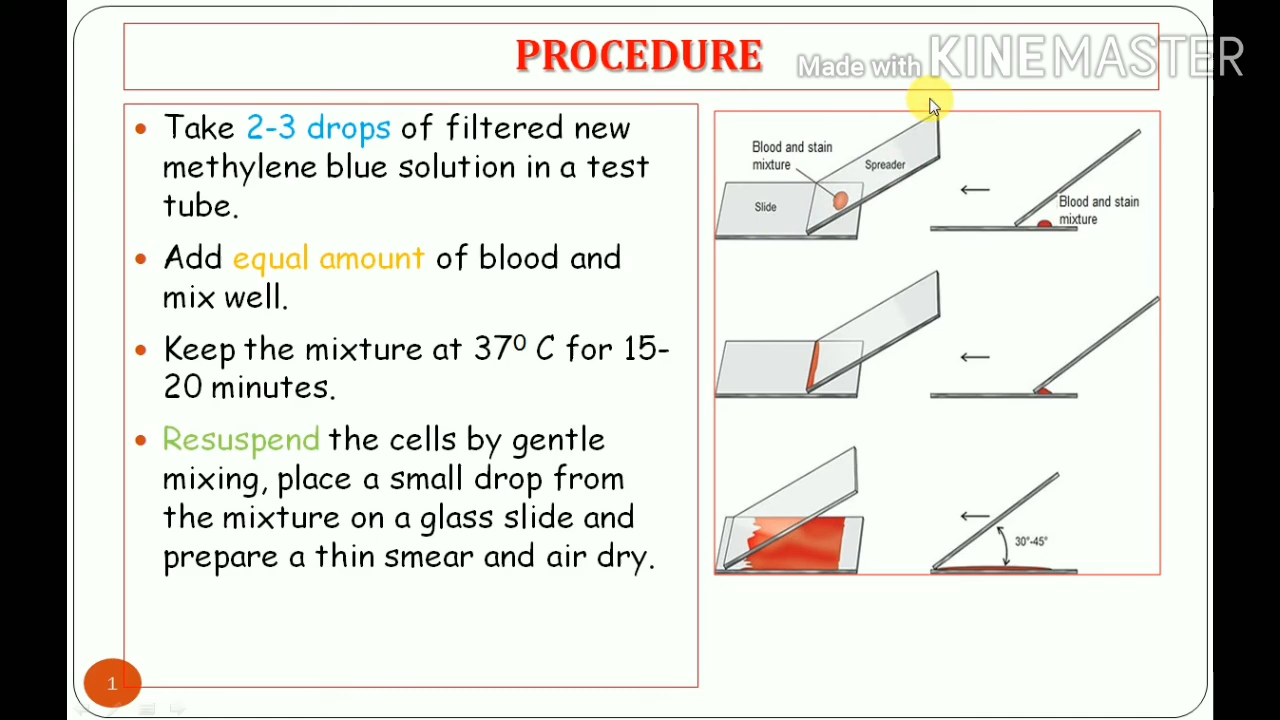 PROCEDURE
Made with KINEMASTER
• Take 2-3 drops of filtered new
methylene blue solution in a test
tube.
• Add equal amount of blood and
mix well.
• Keep the mixture at 37⁰ C for 15-
20 minutes.
• Resuspend the cells by gentle
mixing, place a small drop from
the mixture on a glass slide and
prepare a thin smear and air dry.
Blood and stain
mixture
Spreader
Slide
Blood and stain
mixture
30°-45°
1